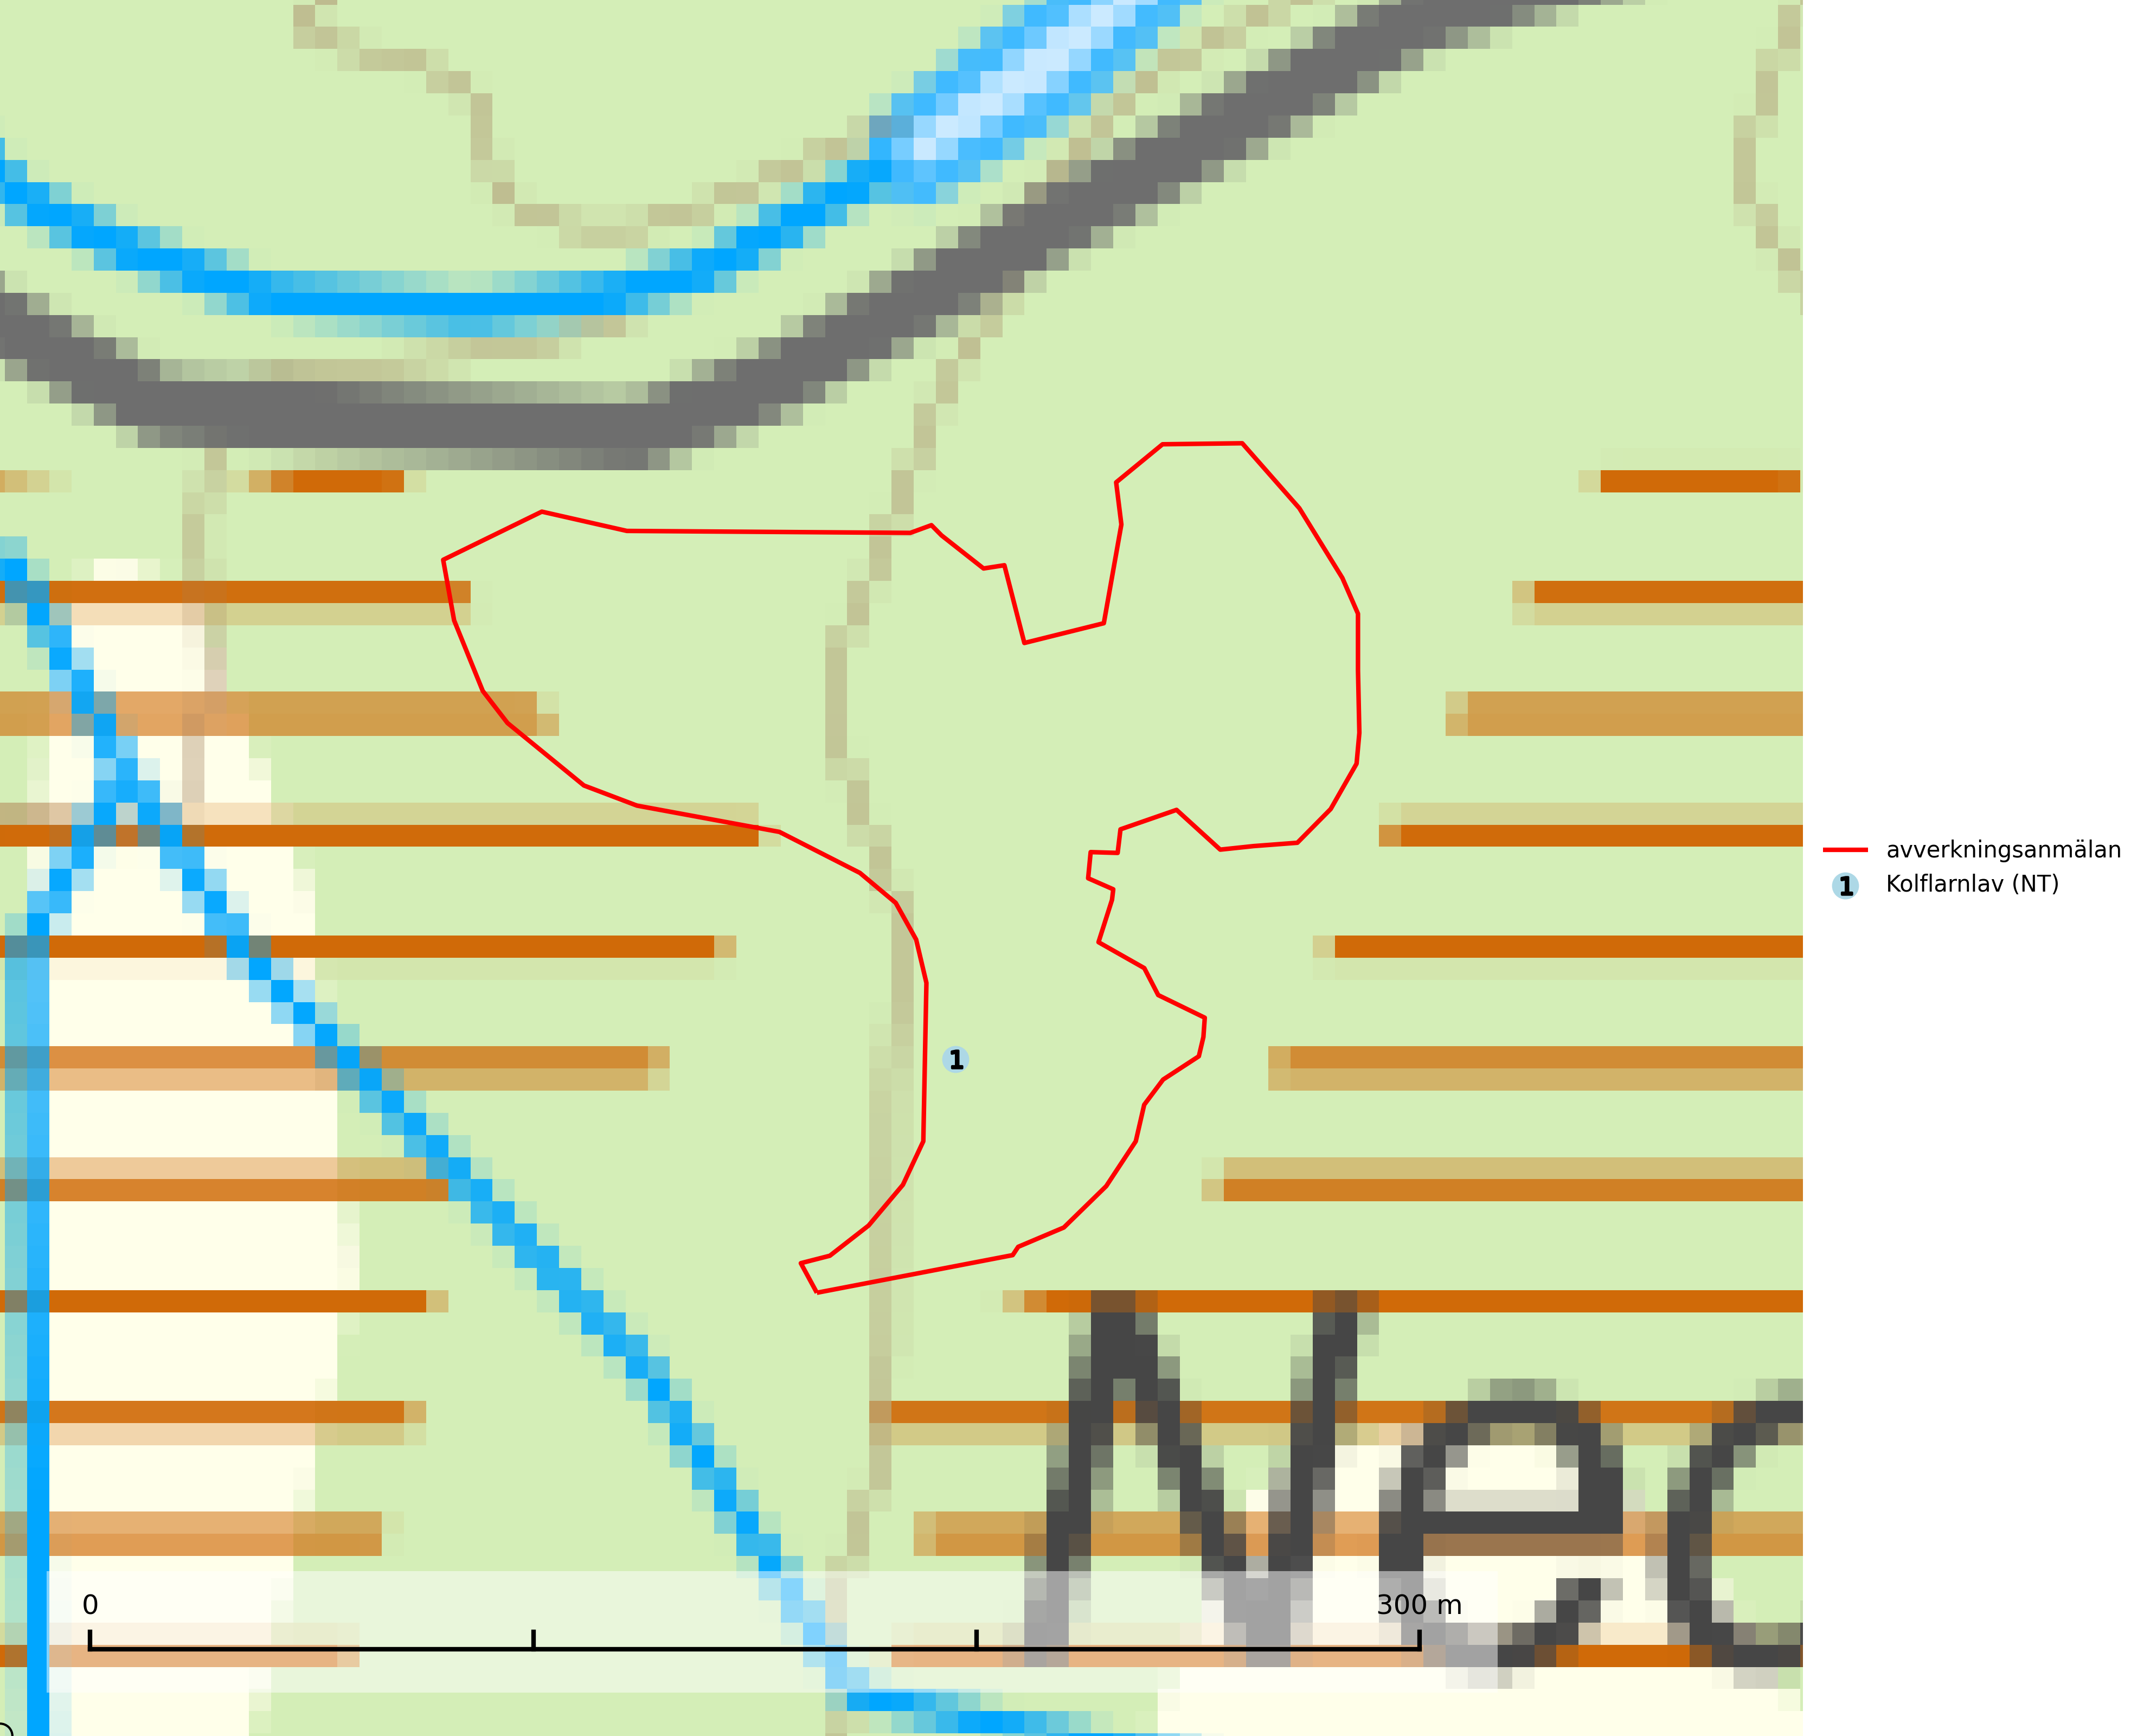 avverkningsanmälan
1 Kolflarnlav (NT)
1
0 300 m